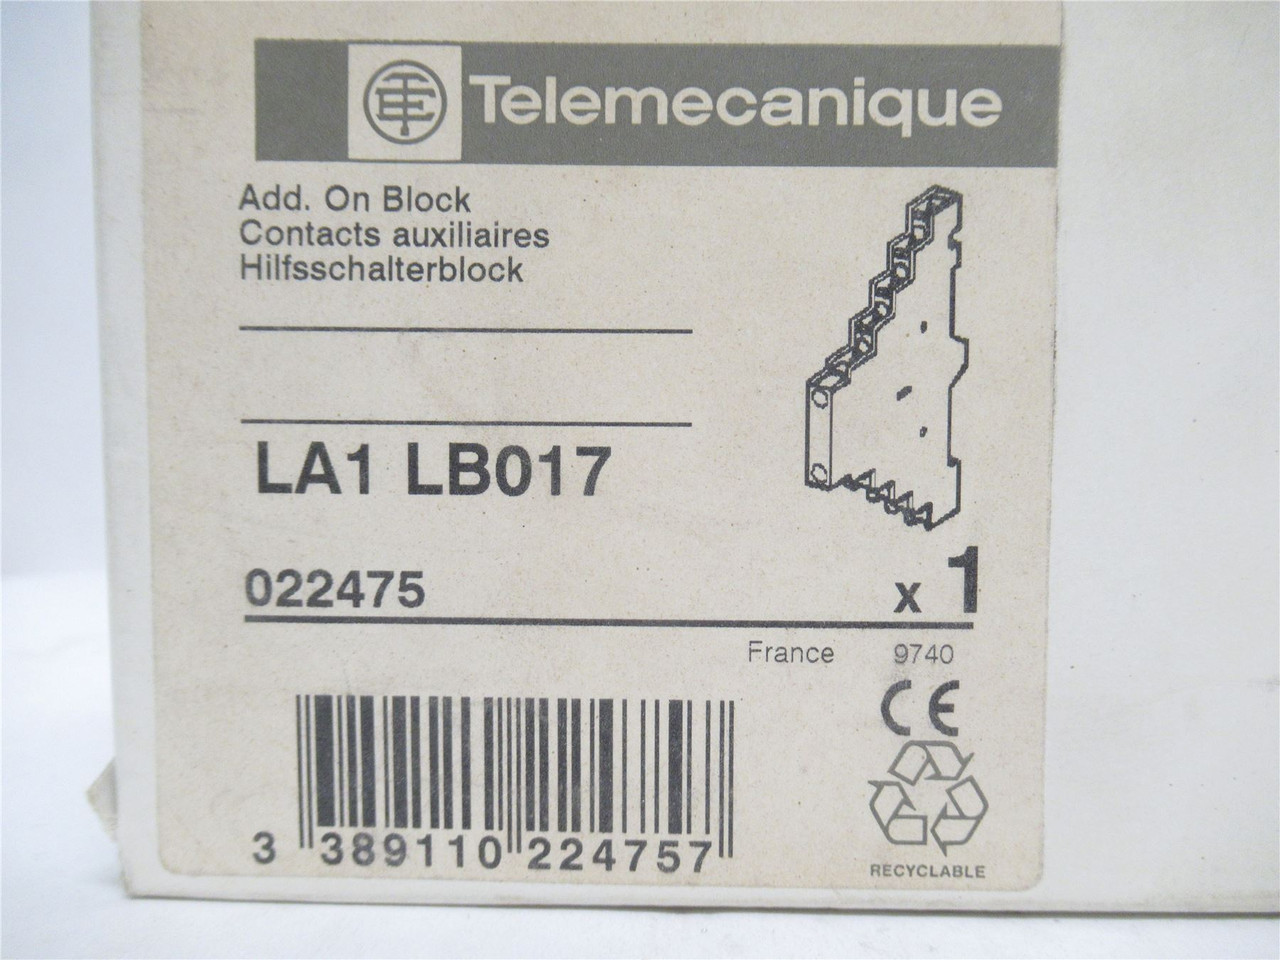 Telemecanique
Add. On Block
Contacts auxiliaires
Hilfsschalterblock
LA1 LB017
022475
x 1
France 9740
CE
3 389110 224757
RECYCLABLE